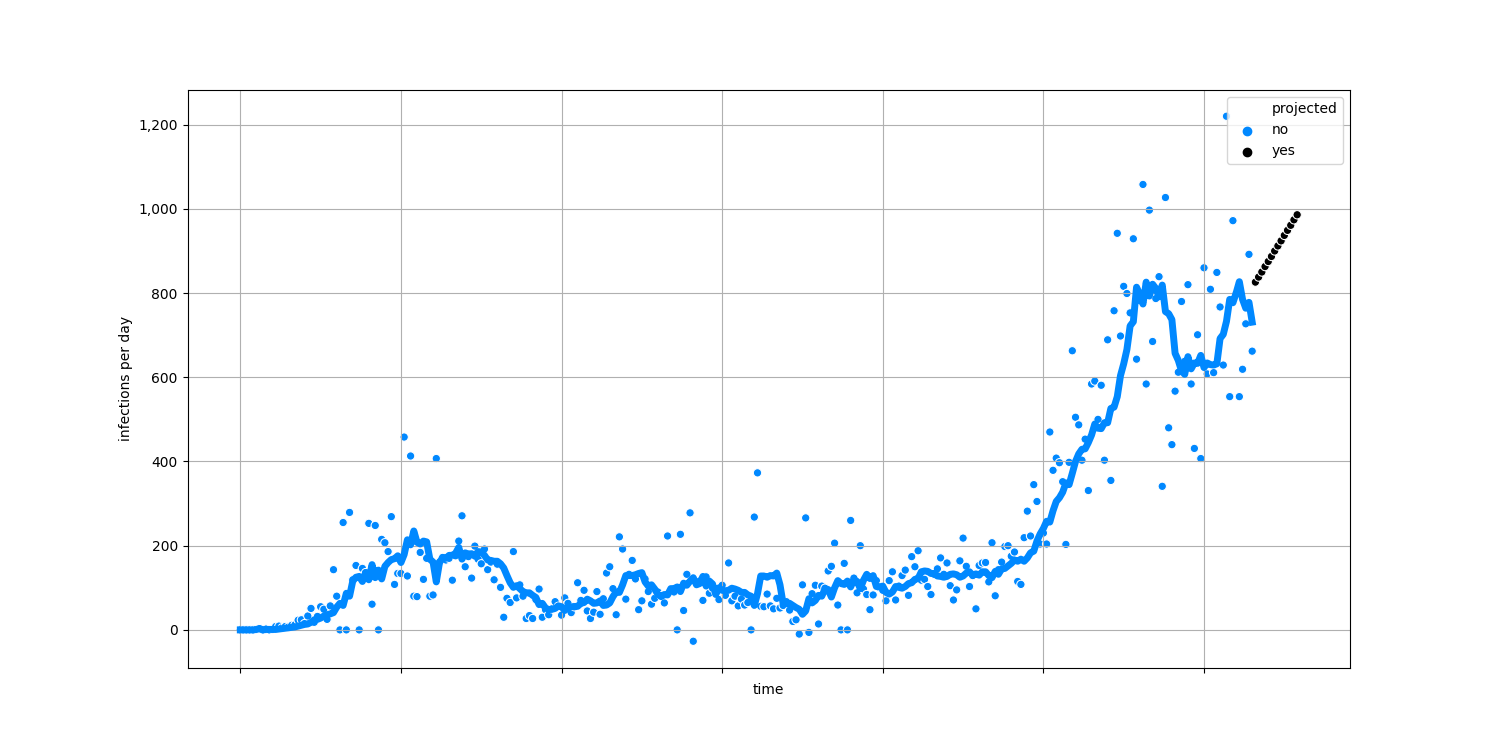 projected
no
yes
1,200
1,000
800
600
400
200
0
infections per day
time